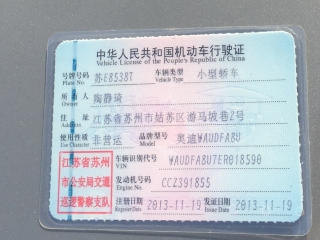 中华人民共和国机动车行驶证
Vehicle License of the People's Republic of China
号牌号码 苏E8538T 车辆类型 小型轿车
Plate No. Vehicle Type
所有人 陶静琦
Owner
住址 江苏省苏州市姑苏区游马坡巷2号
Address
使用性质 非营运 品牌型号 奥迪WAUDFABU
Use Character Model
江苏省苏州
市公安局交通
巡逻警察支队
车辆识别代号 WAUDFABU7ER018590
VIN
发动机号码 CCZ391855
Engine No.
注册日期 2013-11-19 发证日期 2013-11-19
Register Date Issue Date